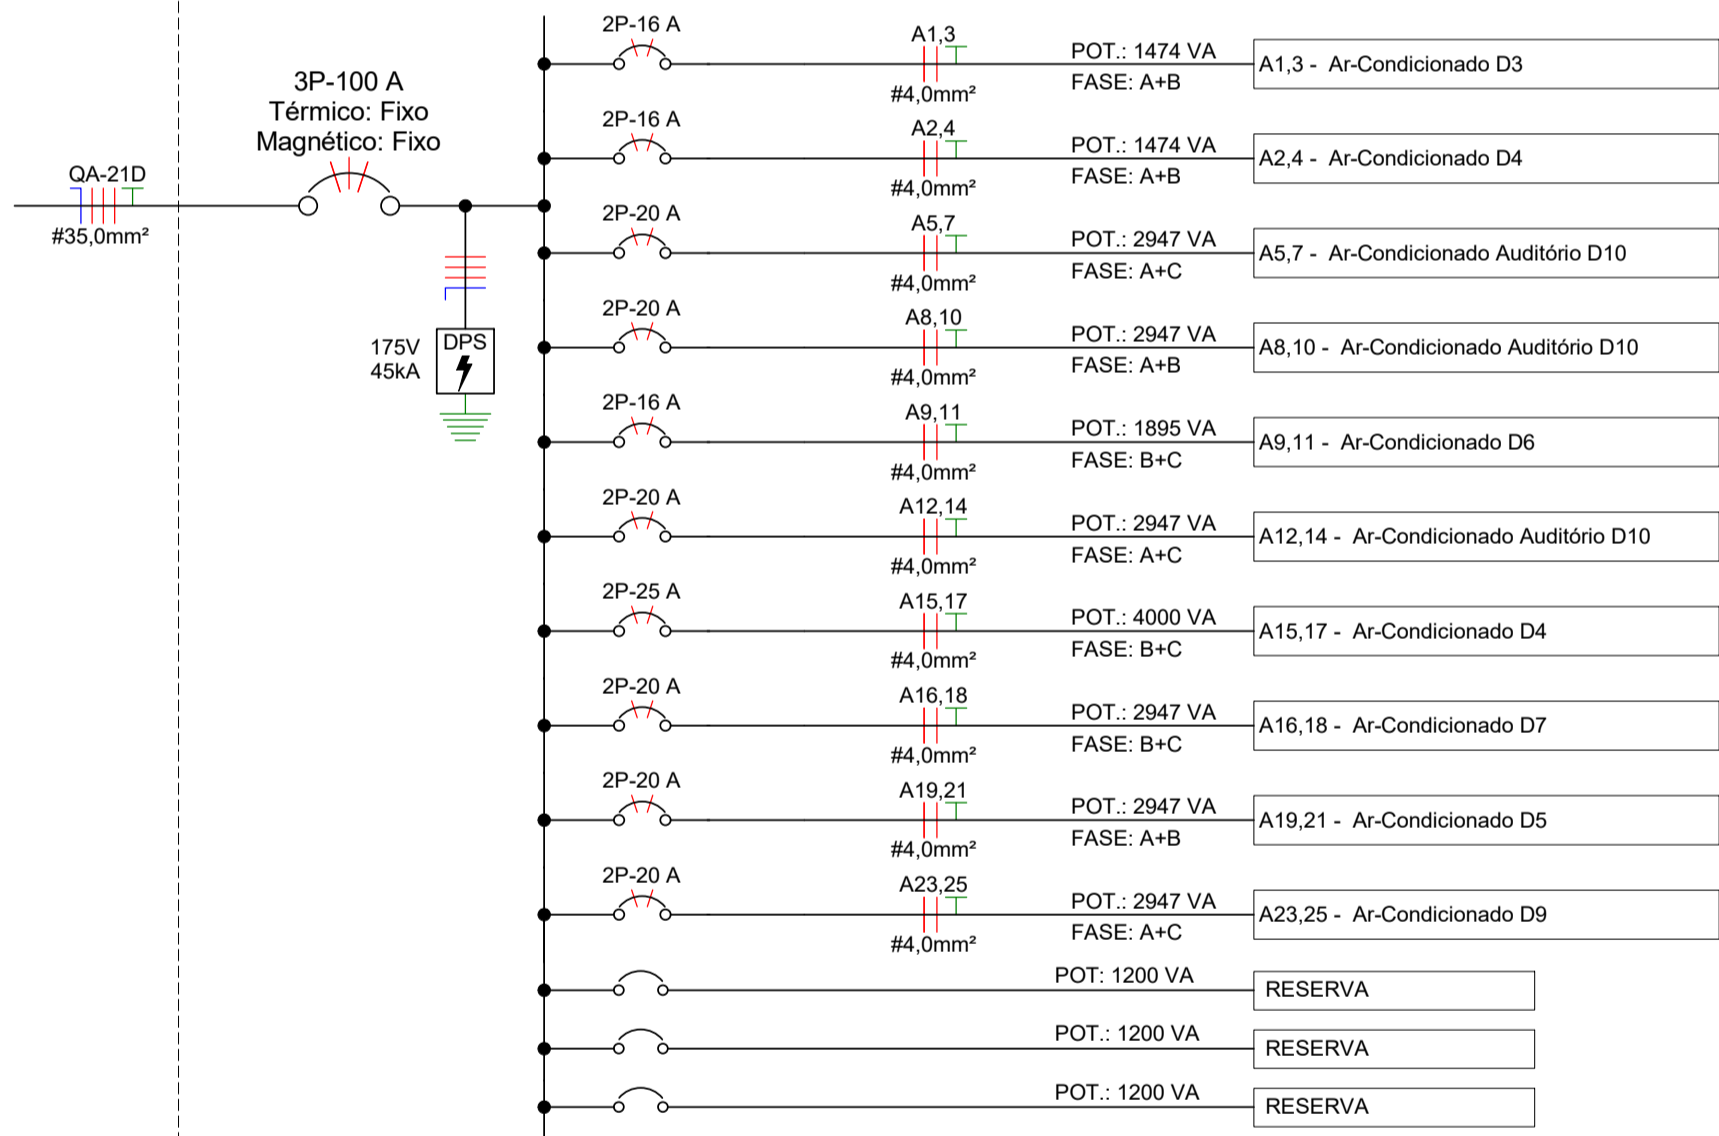 QA-21D
#35,0mm²
3P-100 A
Térmico: Fixo
Magnético: Fixo
175V
45kA
DPS
2P-16 A
A1,3
#4,0mm²
POT.: 1474 VA
FASE: A+B
A1,3 - Ar-Condicionado D3
2P-16 A
A2,4
#4,0mm²
POT.: 1474 VA
FASE: A+B
A2,4 - Ar-Condicionado D4
2P-20 A
A5,7
#4,0mm²
POT.: 2947 VA
FASE: A+C
A5,7 - Ar-Condicionado Auditório D10
2P-20 A
A8,10
#4,0mm²
POT.: 2947 VA
FASE: A+B
A8,10 - Ar-Condicionado Auditório D10
2P-16 A
A9,11
#4,0mm²
POT.: 1895 VA
FASE: B+C
A9,11 - Ar-Condicionado D6
2P-20 A
A12,14
#4,0mm²
POT.: 2947 VA
FASE: A+C
A12,14 - Ar-Condicionado Auditório D10
2P-25 A
A15,17
#4,0mm²
POT.: 4000 VA
FASE: B+C
A15,17 - Ar-Condicionado D4
2P-20 A
A16,18
#4,0mm²
POT.: 2947 VA
FASE: B+C
A16,18 - Ar-Condicionado D7
2P-20 A
A19,21
#4,0mm²
POT.: 2947 VA
FASE: A+B
A19,21 - Ar-Condicionado D5
2P-20 A
A23,25
#4,0mm²
POT.: 2947 VA
FASE: A+C
A23,25 - Ar-Condicionado D9
POT: 1200 VA
RESERVA
POT.: 1200 VA
RESERVA
POT.: 1200 VA
RESERVA